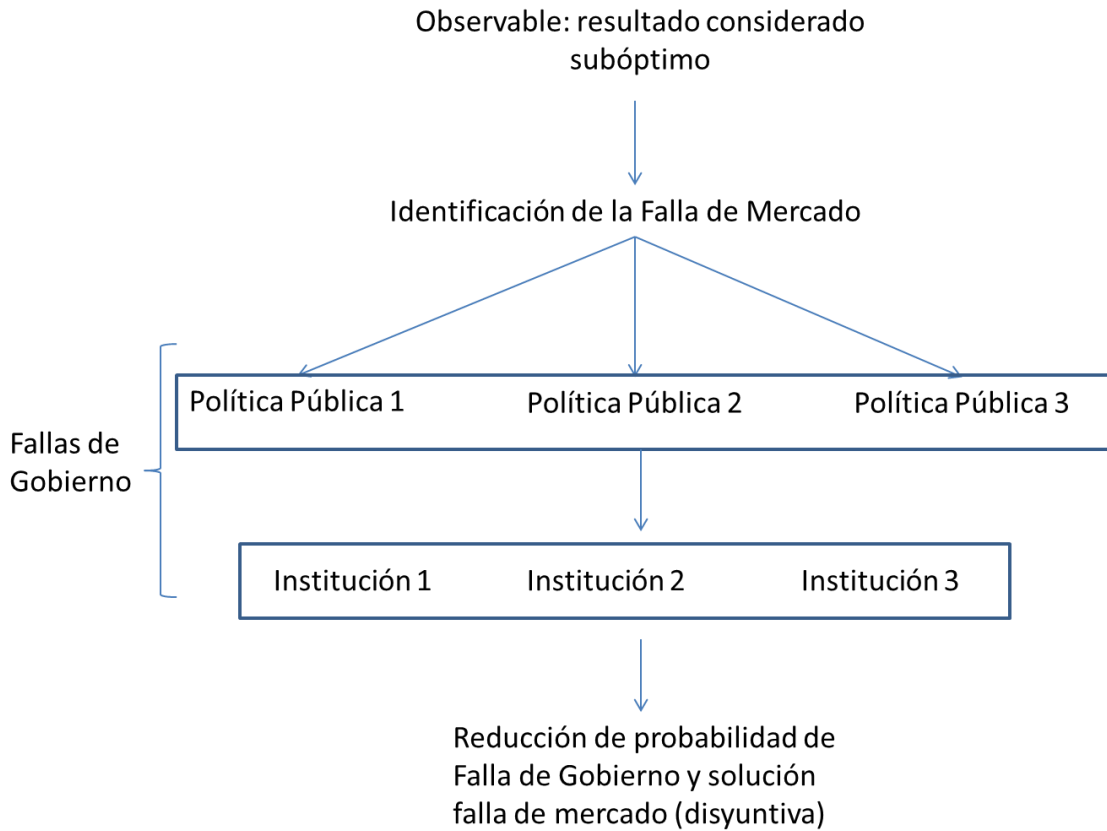 Observable: resultado considerado
subóptimo
Identificación de la Falla de Mercado
Política Pública 1
Política Pública 2
Política Pública 3
Fallas de
Gobierno
Institución 1
Institución 2
Institución 3
Reducción de probabilidad de
Falla de Gobierno y solución
falla de mercado (disyuntiva)